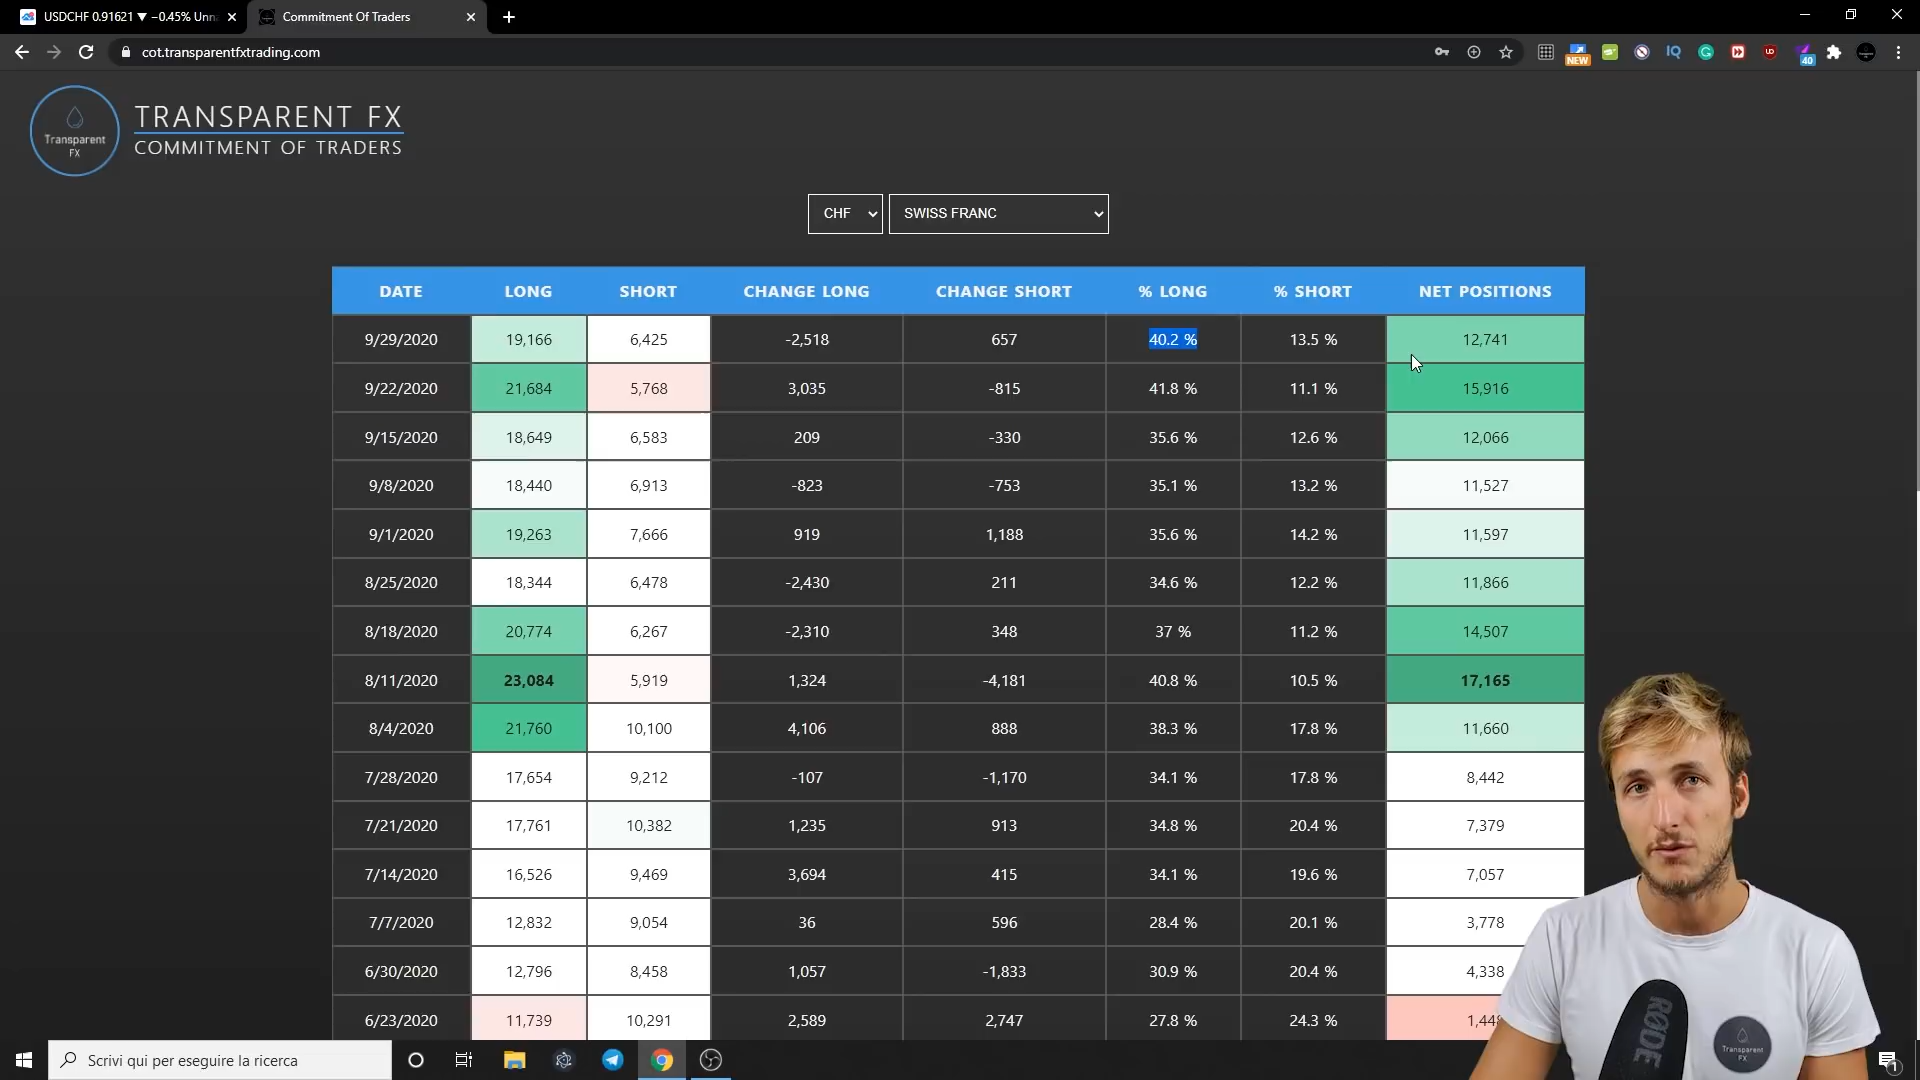 USDCHF 0.91621 ▼ −0.45% Unn
Commitment Of Traders
cot.transparentfxtrading.com
NEW
IQ
UD
40
Transparent
FX
TRANSPARENT FX
COMMITMENT OF TRADERS
CHF
SWISS FRANC
DATE LONG SHORT CHANGE LONG CHANGE SHORT % LONG % SHORT NET POSITIONS
9/29/2020 19,166 6,425 -2,518 657 40.2 % 13.5 % 12,741
9/22/2020 21,684 5,768 3,035 -815 41.8 % 11.1 % 15,916
9/15/2020 18,649 6,583 209 -330 35.6 % 12.6 % 12,066
9/8/2020 18,440 6,913 -823 -753 35.1 % 13.2 % 11,527
9/1/2020 19,263 7,666 919 1,188 35.6 % 14.2 % 11,597
8/25/2020 18,344 6,478 -2,430 211 34.6 % 12.2 % 11,866
8/18/2020 20,774 6,267 -2,310 348 37 % 11.2 % 14,507
8/11/2020 23,084 5,919 1,324 -4,181 40.8 % 10.5 % 17,165
8/4/2020 21,760 10,100 4,106 888 38.3 % 17.8 % 11,660
7/28/2020 17,654 9,212 -107 -1,170 34.1 % 17.8 % 8,442
7/21/2020 17,761 10,382 1,235 913 34.8 % 20.4 % 7,379
7/14/2020 16,526 9,469 3,694 415 34.1 % 19.6 % 7,057
7/7/2020 12,832 9,054 36 596 28.4 % 20.1 % 3,778
6/30/2020 12,796 8,458 1,057 -1,833 30.9 % 20.4 % 4,338
6/23/2020 11,739 10,291 2,589 2,747 27.8 % 24.3 % 1,448
RØDE
Transparent
FX
Scrivi qui per eseguire la ricerca
1